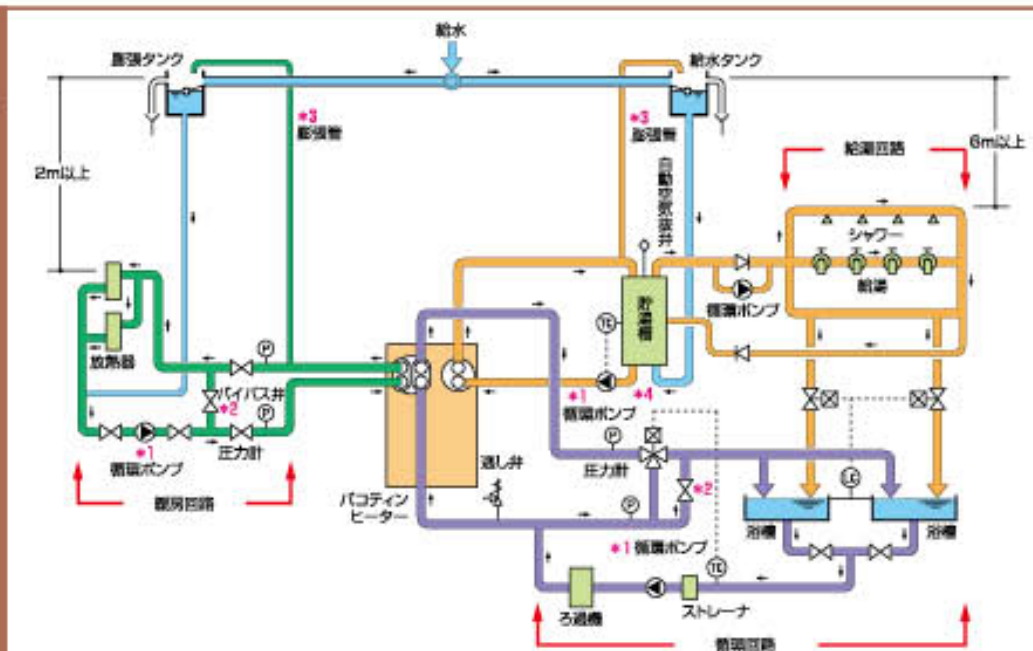 給水
膨張タンク
給水タンク
*3
膨張管
*3
膨張管
自動空気抜弁
2m以上
6m以上
給湯回路
シャワー
給湯
循環ポンプ
放熱器
貯湯槽
TC
P
バイパス弁
*2
P
*1
循環ポンプ
圧力計
暖房回路
*1
循環ポンプ
*4
P
圧力計
逃し弁
バコティン
ヒーター
*2
P
*1 循環ポンプ
TC
LC
浴槽
浴槽
ろ過機
ストレーナ
循環回路